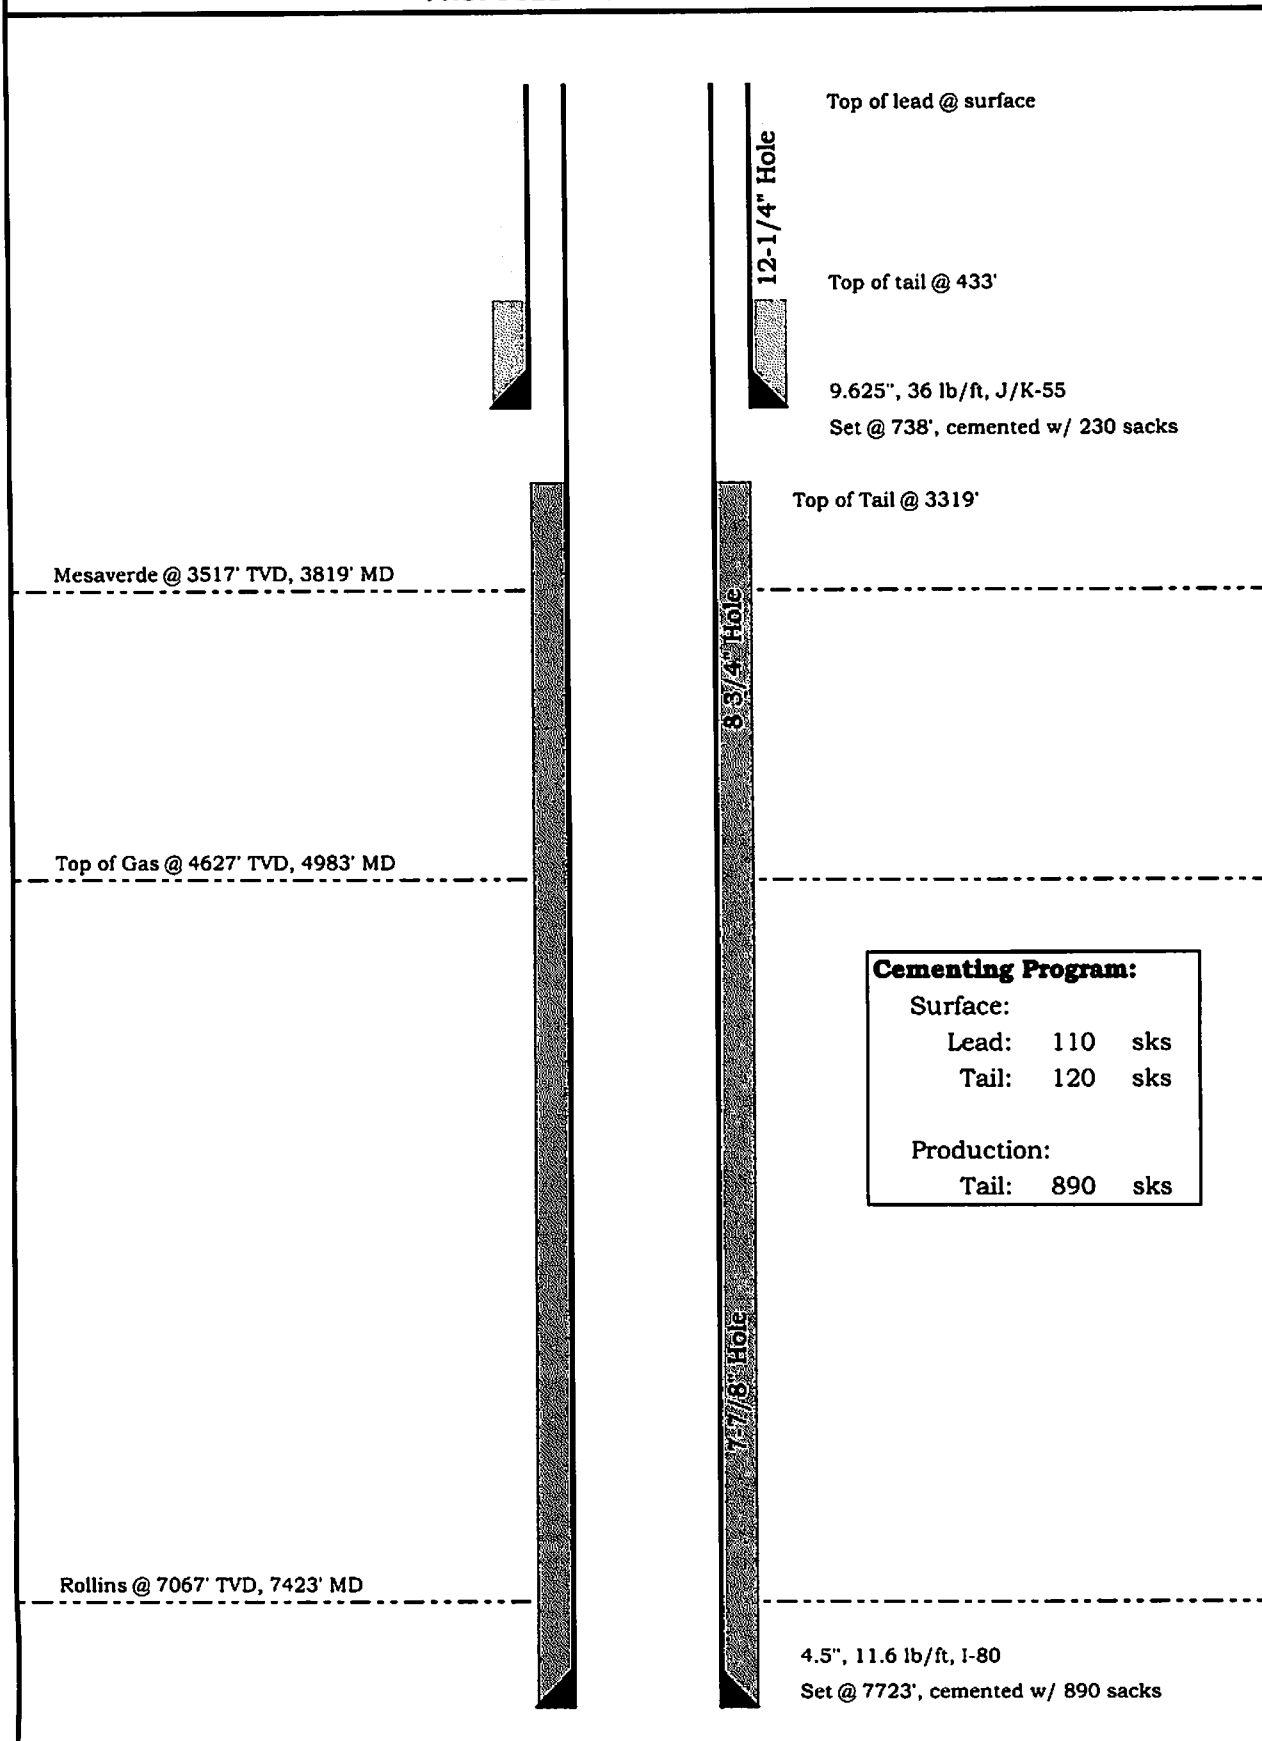 Top of lead @ surface
12-1/4" Hole
Top of tail @ 433'
9.625", 36 lb/ft, J/K-55
Set @ 738', cemented w/ 230 sacks
Top of Tail @ 3319'
Mesaverde @ 3517' TVD, 3819' MD
8-3/4" Hole
Top of Gas @ 4627' TVD, 4983' MD
Cementing Program:
Surface:
Lead: 110 sks
Tail: 120 sks
Production:
Tail: 890 sks
7-7/8" Hole
Rollins @ 7067' TVD, 7423' MD
4.5", 11.6 lb/ft, I-80
Set @ 7723', cemented w/ 890 sacks